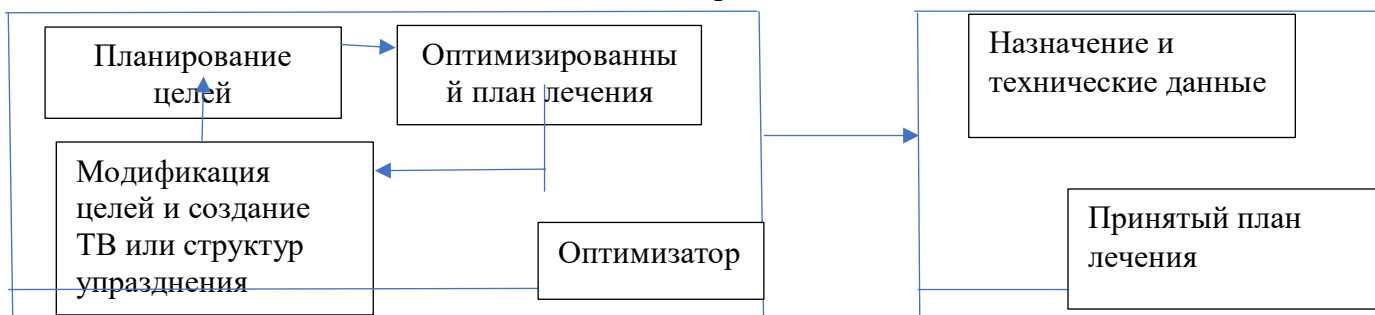 Планирование
целей
Оптимизированны
й план лечения
Модификация
целей и создание
ТВ или структур
упразднения
Оптимизатор
Назначение и
технические данные
Принятый план
лечения